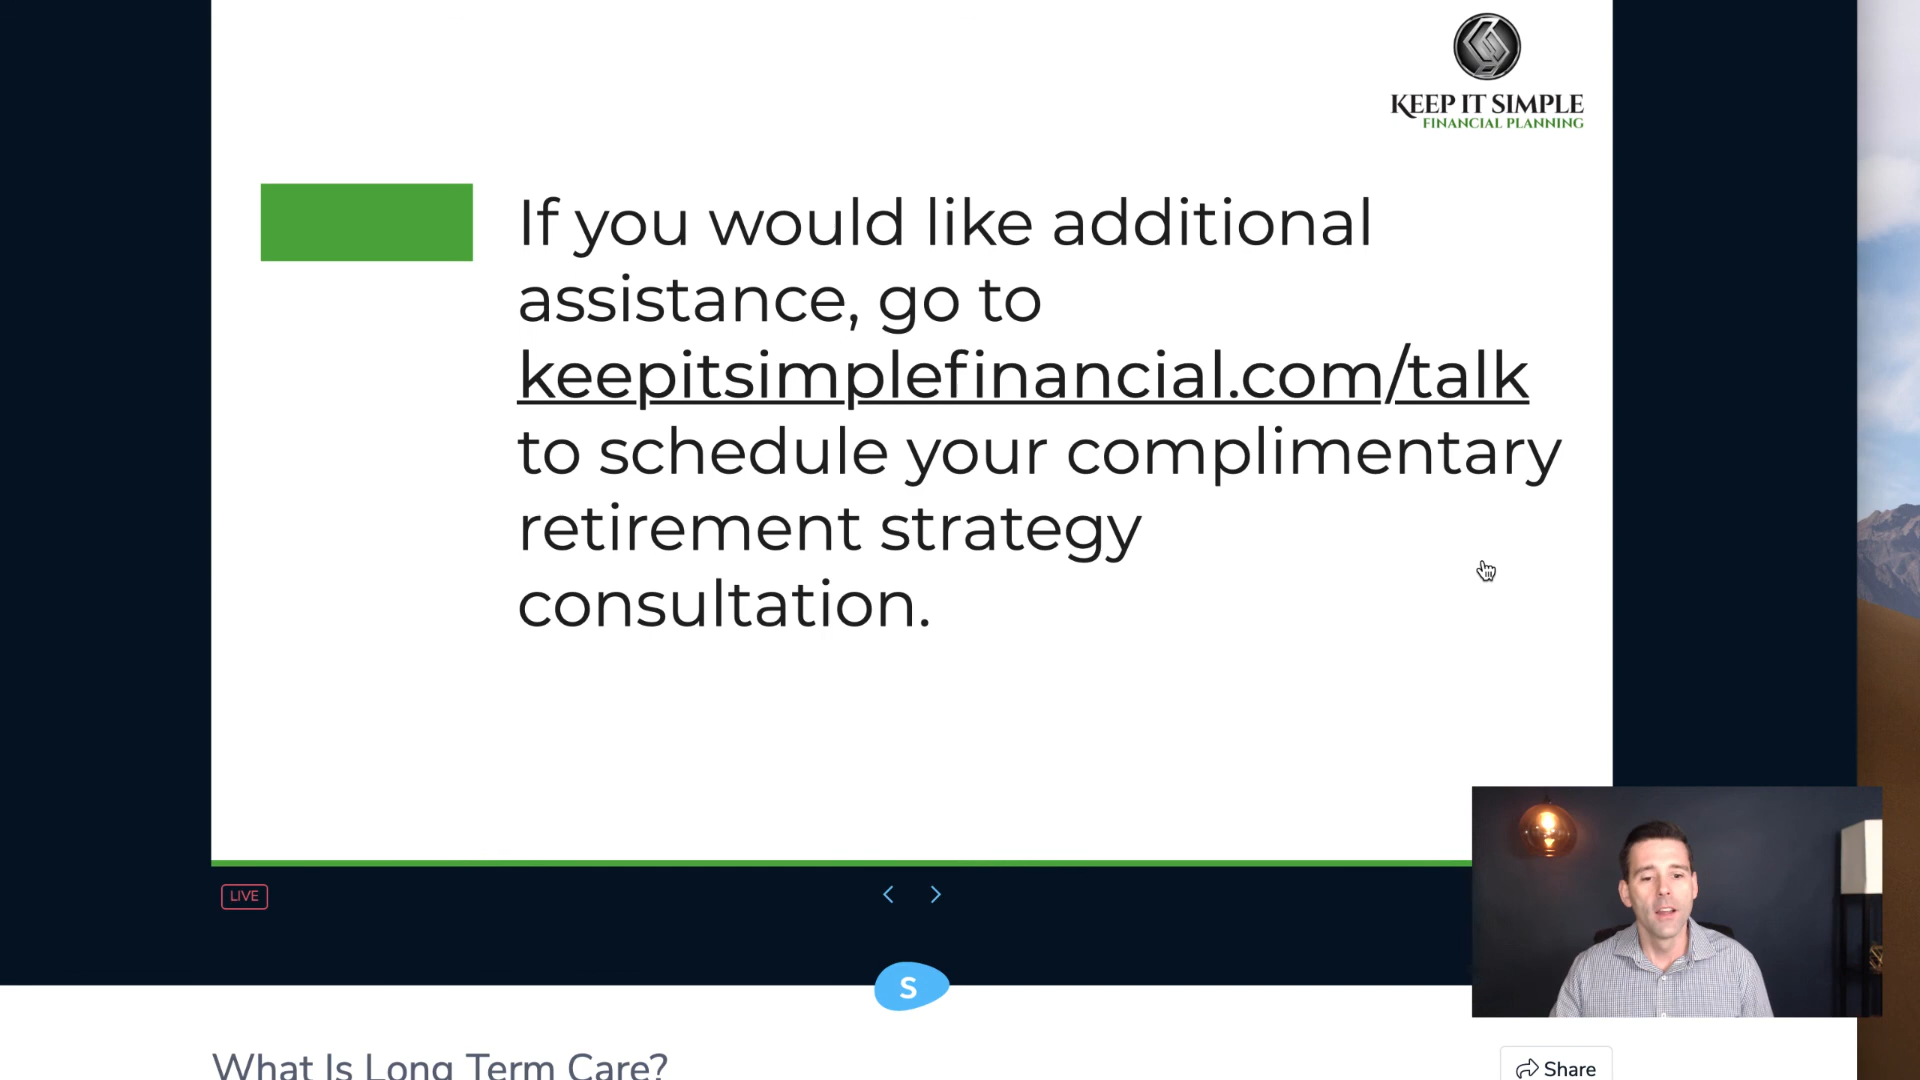 KEEP IT SIMPLE
FINANCIAL PLANNING
If you would like additional
assistance, go to
keepitsimplefinancial.com/talk
to schedule your complimentary
retirement strategy
consultation.
LIVE
S
What Is Long Term Care?
Share